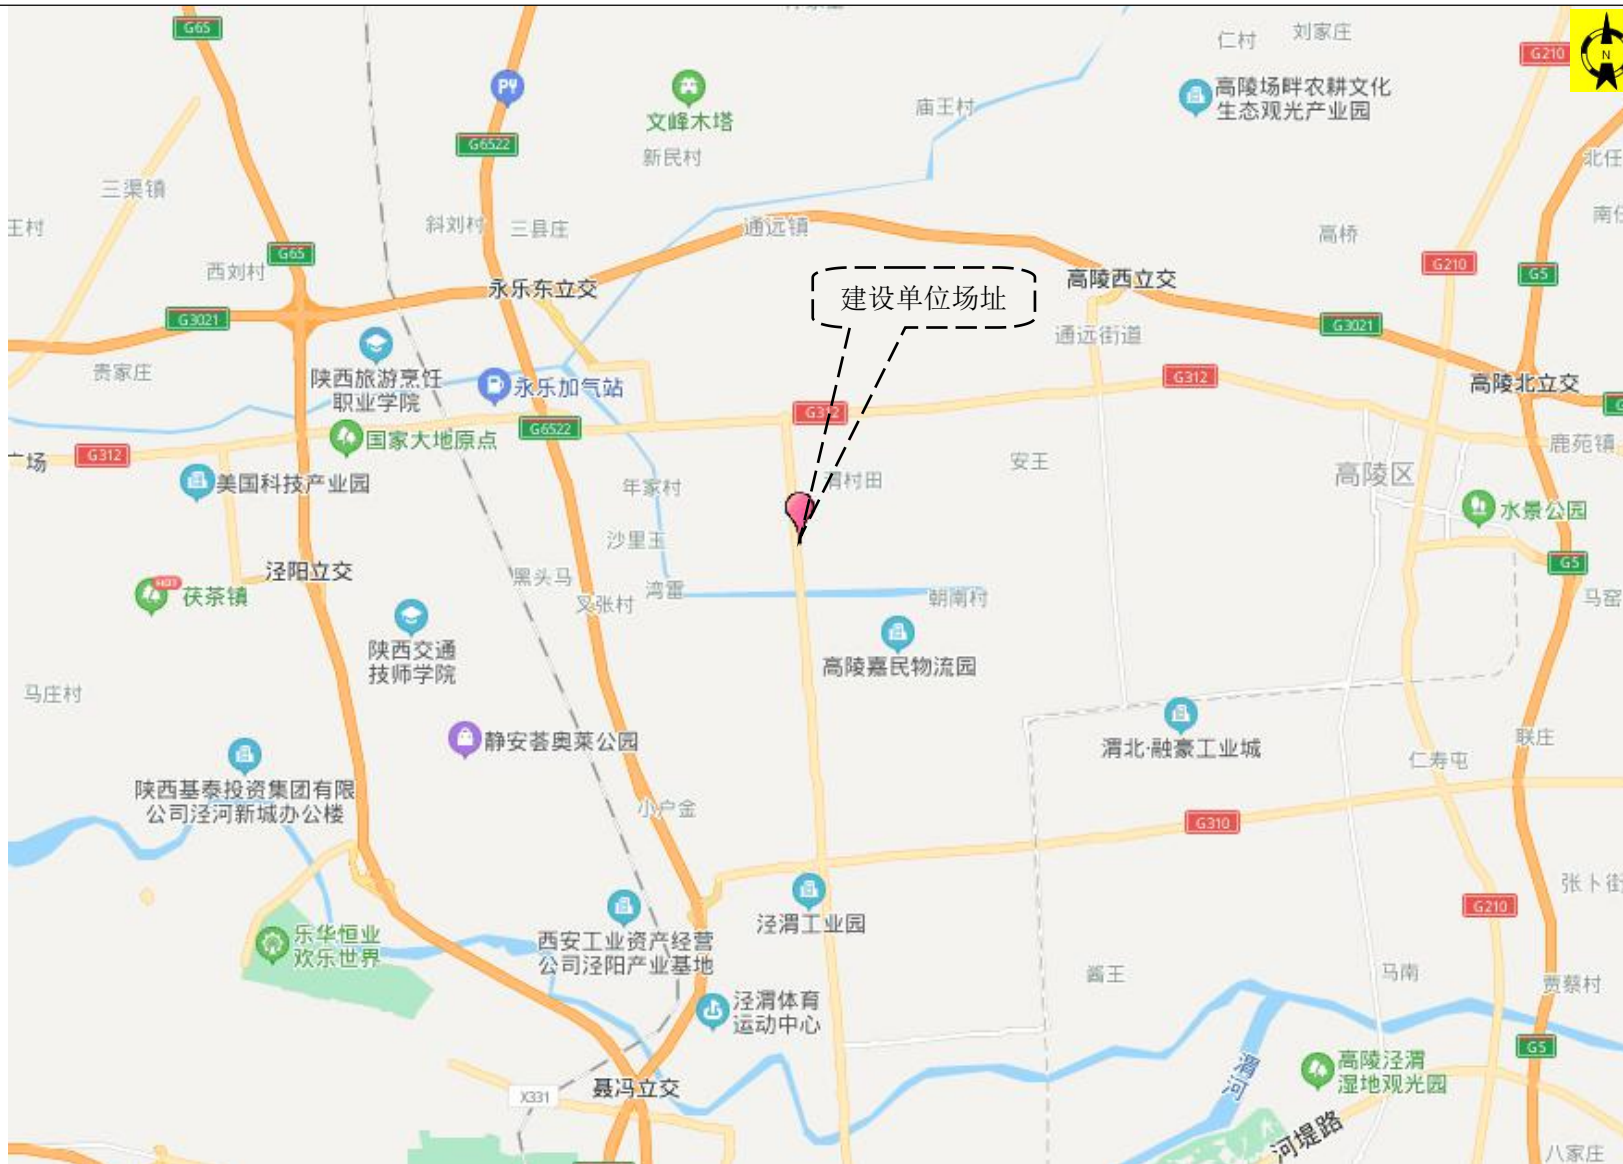 G65
仁村
刘家庄
G210
N
PY
文峰木塔
庙王村
高陵场畔农耕文化
生态观光产业园
G6522
新民村
北任
三渠镇
王村
斜刘村
三县庄
通远镇
高桥
南任
G65
西刘村
永乐东立交
建设单位场址
高陵西立交
G210
G5
G3021
通远街道
G3021
贵家庄
陕西旅游烹饪
职业学院
永乐加气站
G312
高陵北立交
G312
G6522
国家大地原点
鹿苑镇
广场
G312
美国科技产业园
年家村
渭村田
安王
高陵区
水景公园
沙里王
泾阳立交
黑头马
G5
HOT
茯茶镇
叉张村
湾雷
朝南村
马窑
陕西交通
技师学院
高陵嘉民物流园
马庄村
静安荟奥莱公园
渭北·融豪工业城
联庄
仁寿屯
陕西基泰投资集团有限
公司泾河新城办公楼
小户金
G310
张卜街
泾渭工业园
G210
乐华恒业
欢乐世界
西安工业资产经营
公司泾阳产业基地
酱王
马南
贾蔡村
泾渭体育
运动中心
G5
渭河
高陵泾渭
湿地观光园
聂冯立交
X331
河堤路
八家庄